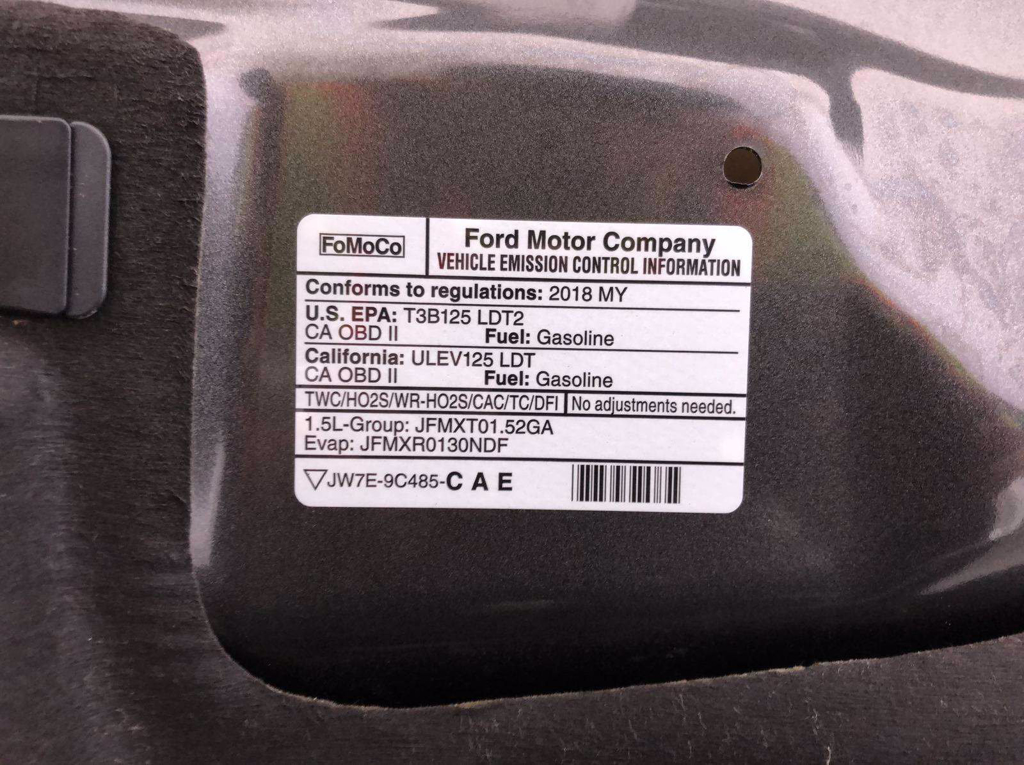 FoMoCo
Ford Motor Company
VEHICLE EMISSION CONTROL INFORMATION
Conforms to regulations: 2018 MY
U.S. EPA: T3B125 LDT2
CA OBD II Fuel: Gasoline
California: ULEV125 LDT
CA OBD II Fuel: Gasoline
TWC/HO2S/WR-HO2S/CAC/TC/DFI No adjustments needed.
1.5L-Group: JFMXT01.52GA
Evap: JFMXR0130NDF
▽JW7E-9C485-C A E